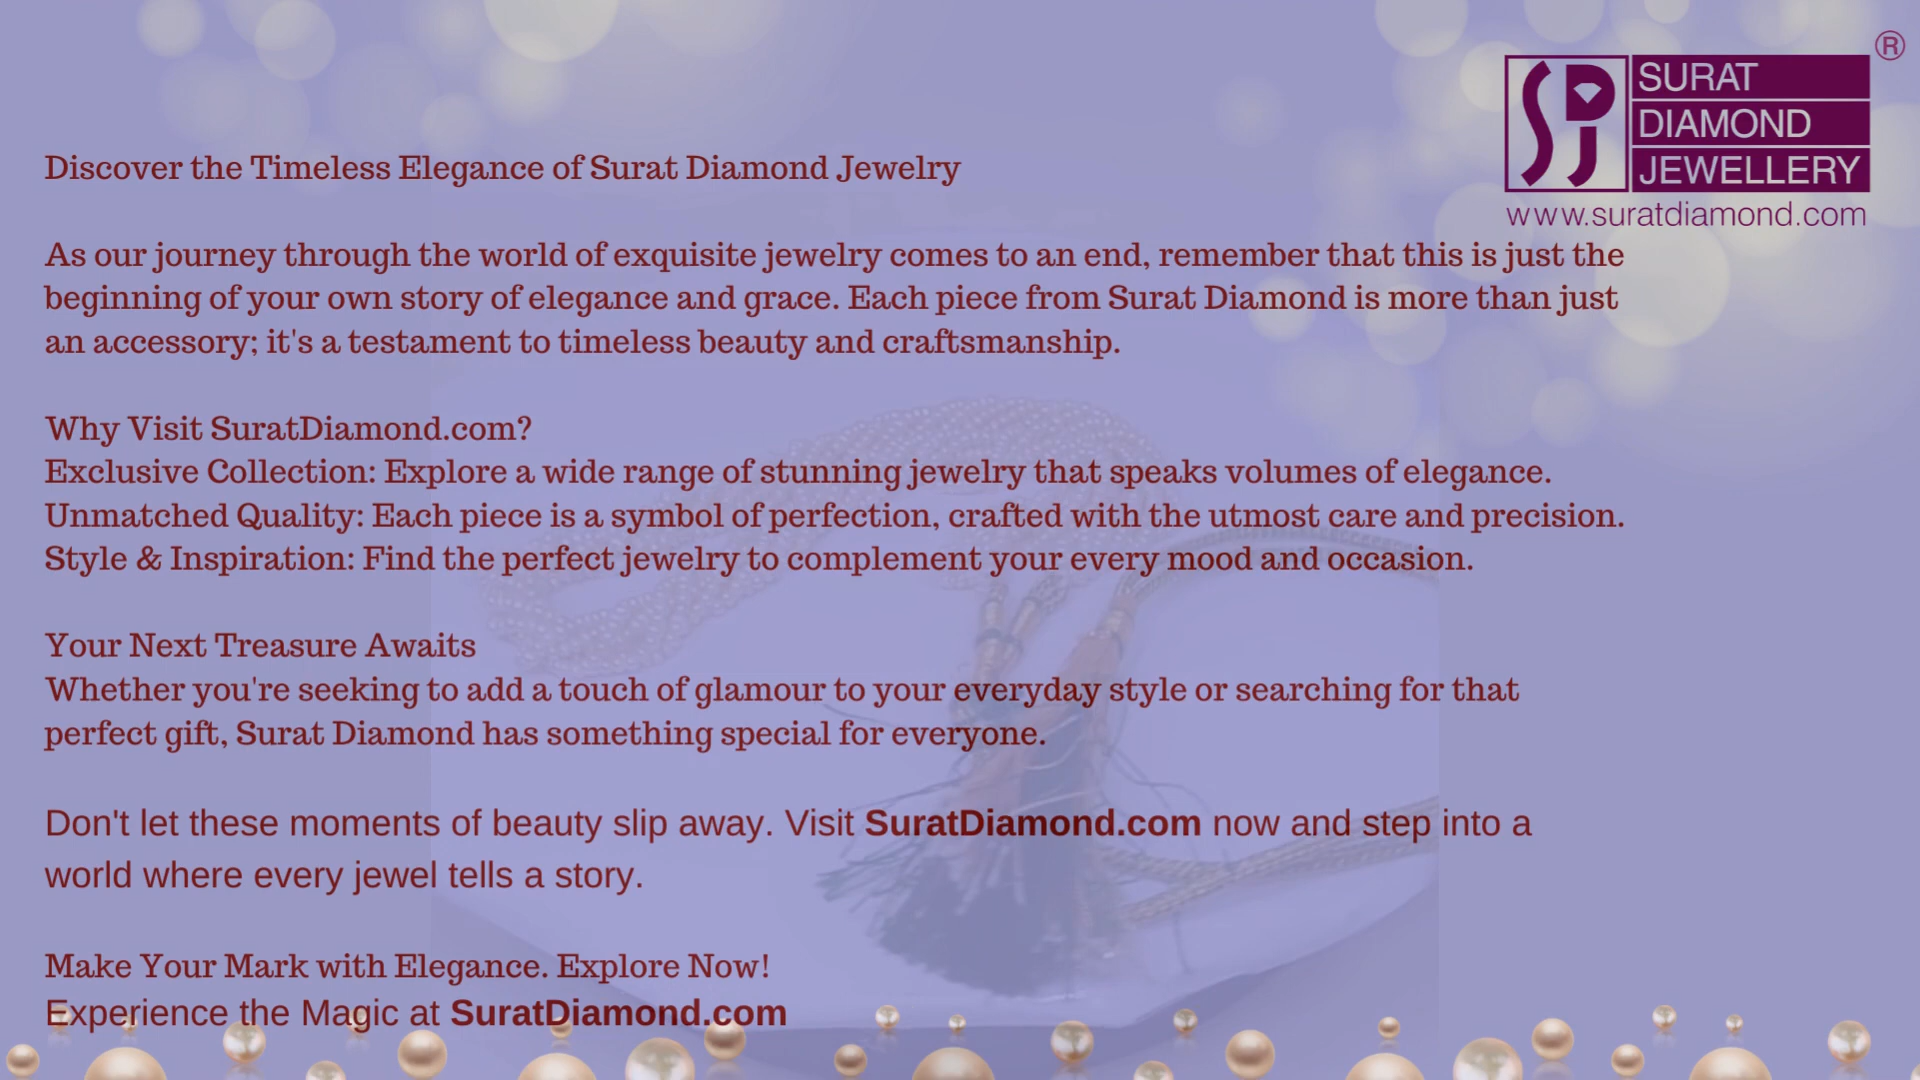 ®
SURAT
DIAMOND
JEWELLERY
www.suratdiamond.com
Discover the Timeless Elegance of Surat Diamond Jewelry
As our journey through the world of exquisite jewelry comes to an end, remember that this is just the
beginning of your own story of elegance and grace. Each piece from Surat Diamond is more than just
an accessory; it's a testament to timeless beauty and craftsmanship.
Why Visit SuratDiamond.com?
Exclusive Collection: Explore a wide range of stunning jewelry that speaks volumes of elegance.
Unmatched Quality: Each piece is a symbol of perfection, crafted with the utmost care and precision.
Style & Inspiration: Find the perfect jewelry to complement your every mood and occasion.
Your Next Treasure Awaits
Whether you're seeking to add a touch of glamour to your everyday style or searching for that
perfect gift, Surat Diamond has something special for everyone.
Don't let these moments of beauty slip away. Visit SuratDiamond.com now and step into a
world where every jewel tells a story.
Make Your Mark with Elegance. Explore Now!
Experience the Magic at SuratDiamond.com